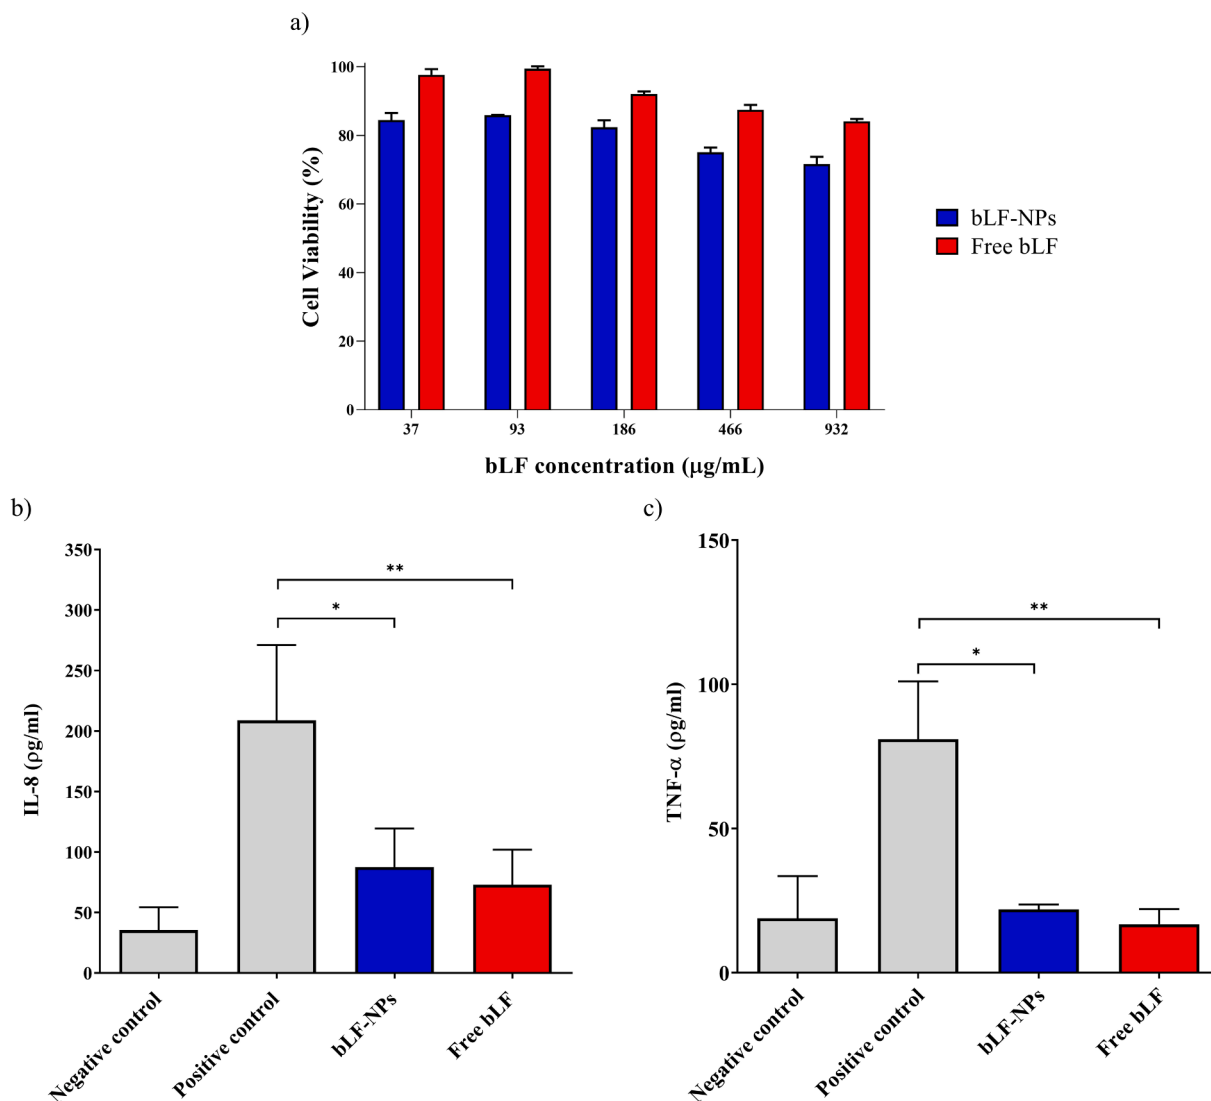 a)
100
80
60
40
20
0
Cell Viability (%)
37 93 186 466 932
bLF concentration (μg/mL)
bLF-NPs
Free bLF
b)
350
300
250
200
150
100
50
0
IL-8 (ρg/ml)
**
*
Negative control
Positive control
bLF-NPs
Free bLF
c)
150
100
50
0
TNF-α (ρg/ml)
**
*
Negative control
Positive control
bLF-NPs
Free bLF